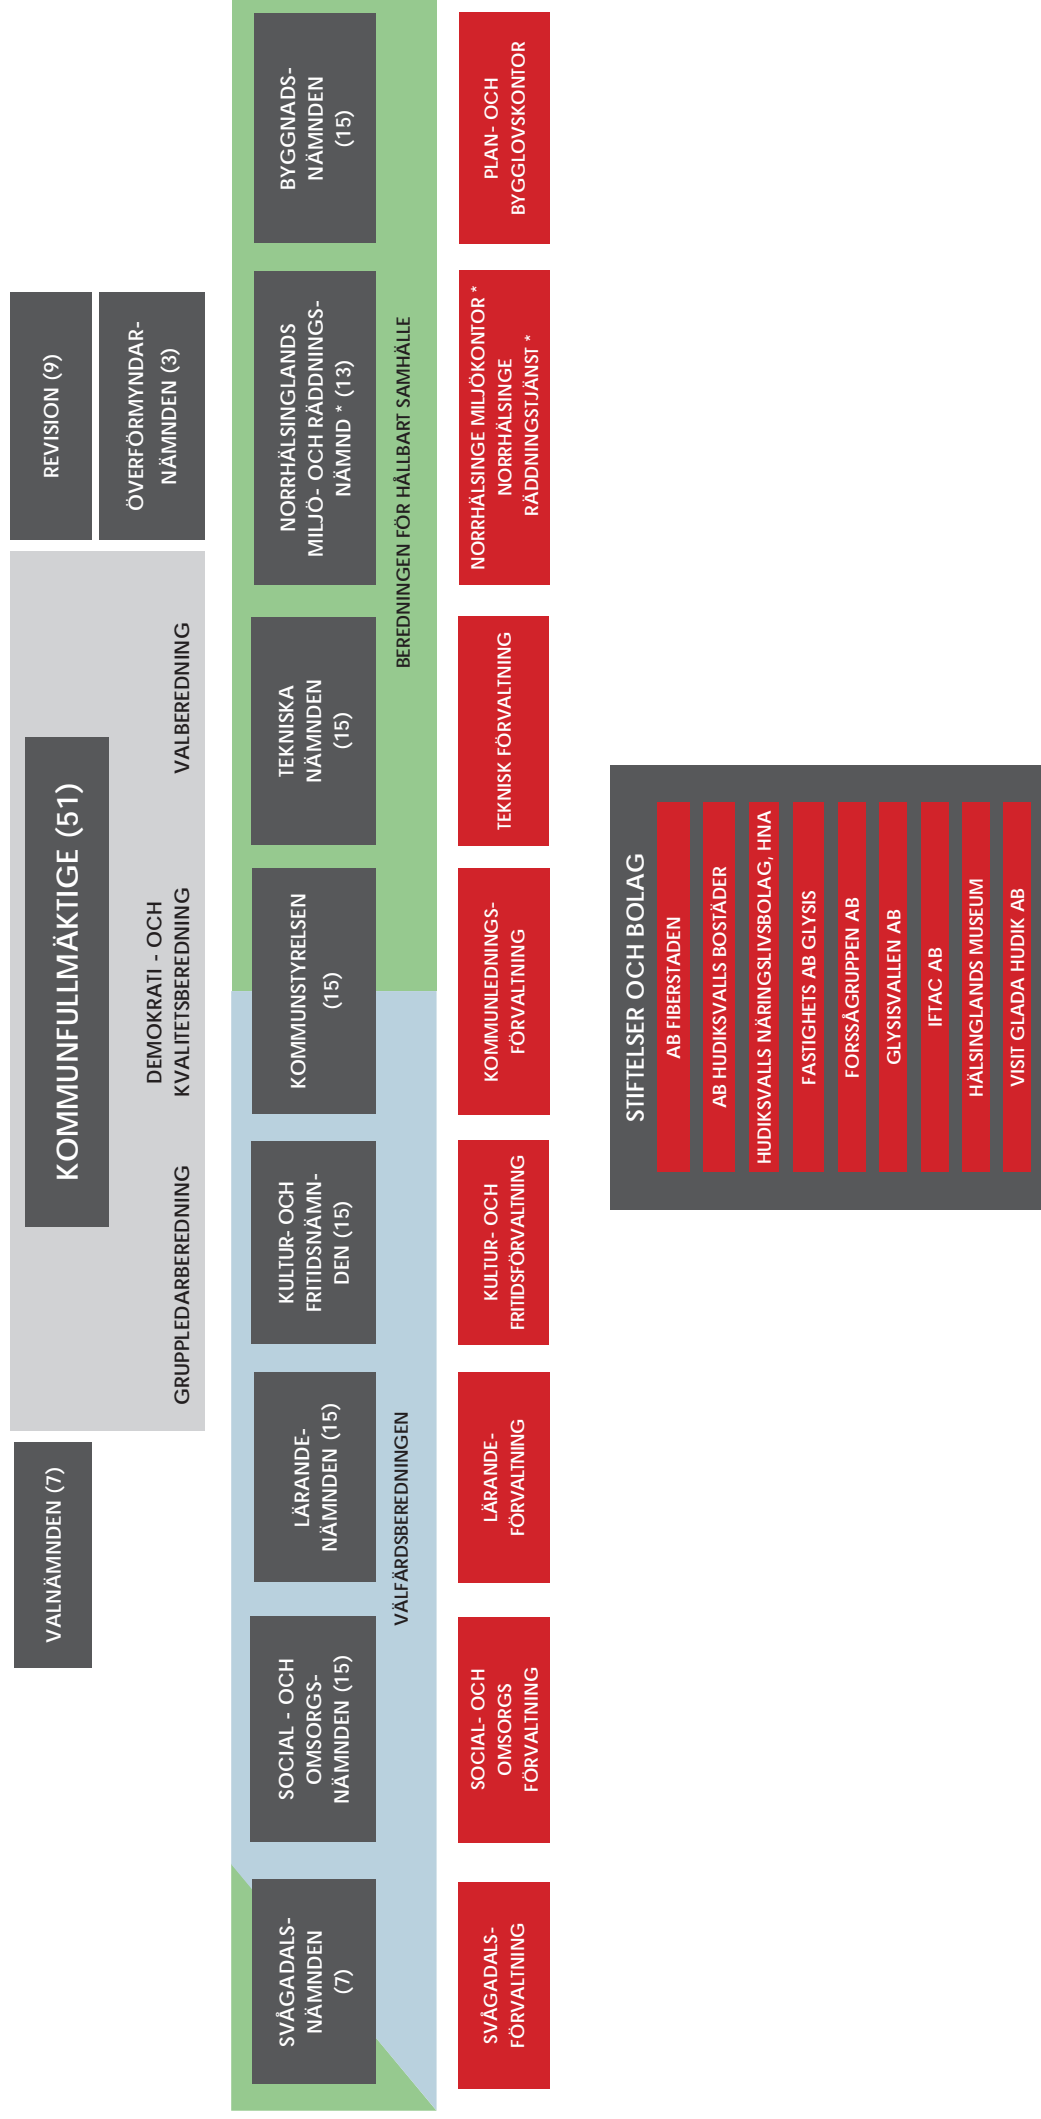 VALNÄMNDEN (7)
KOMMUNFULLMÄKTIGE (51)
GRUPPLEDARBEREDNING
DEMOKRATI - OCH
KVALITETSBEREDNING
VALBEREDNING
REVISION (9)
ÖVERFÖRMYNDAR-
NÄMNDEN (3)
SVÅGADALS-
NÄMNDEN
(7)
SOCIAL - OCH
OMSORGS-
NÄMNDEN (15)
LÄRANDE-
NÄMNDEN (15)
KULTUR- OCH
FRITIDSNÄMN-
DEN (15)
KOMMUNSTYRELSEN
(15)
TEKNISKA
NÄMNDEN
(15)
NORRHÄLSINGLANDS
MILJÖ- OCH RÄDDNINGS-
NÄMND * (13)
BYGGNADS-
NÄMNDEN
(15)
VÄLFÄRDSBEREDNINGEN
BEREDNINGEN FÖR HÅLLBART SAMHÄLLE
SVÅGADALS-
FÖRVALTNING
SOCIAL- OCH
OMSORGS
FÖRVALTNING
LÄRANDE-
FÖRVALTNING
KULTUR- OCH
FRITIDSFÖRVALTNING
KOMMUNLEDNINGS-
FÖRVALTNING
TEKNISK FÖRVALTNING
NORRHÄLSINGE MILJÖKONTOR *
NORRHÄLSINGE
RÄDDNINGSTJÄNST *
PLAN- OCH
BYGGLOVSKONTOR
STIFTELSER OCH BOLAG
AB FIBERSTADEN
AB HUDIKSVALLS BOSTÄDER
HUDIKSVALLS NÄRINGSLIVSBOLAG, HNA
FASTIGHETS AB GLYSIS
FORSSÅGRUPPEN AB
GLYSISVALLEN AB
IFTAC AB
HÄLSINGLANDS MUSEUM
VISIT GLADA HUDIK AB